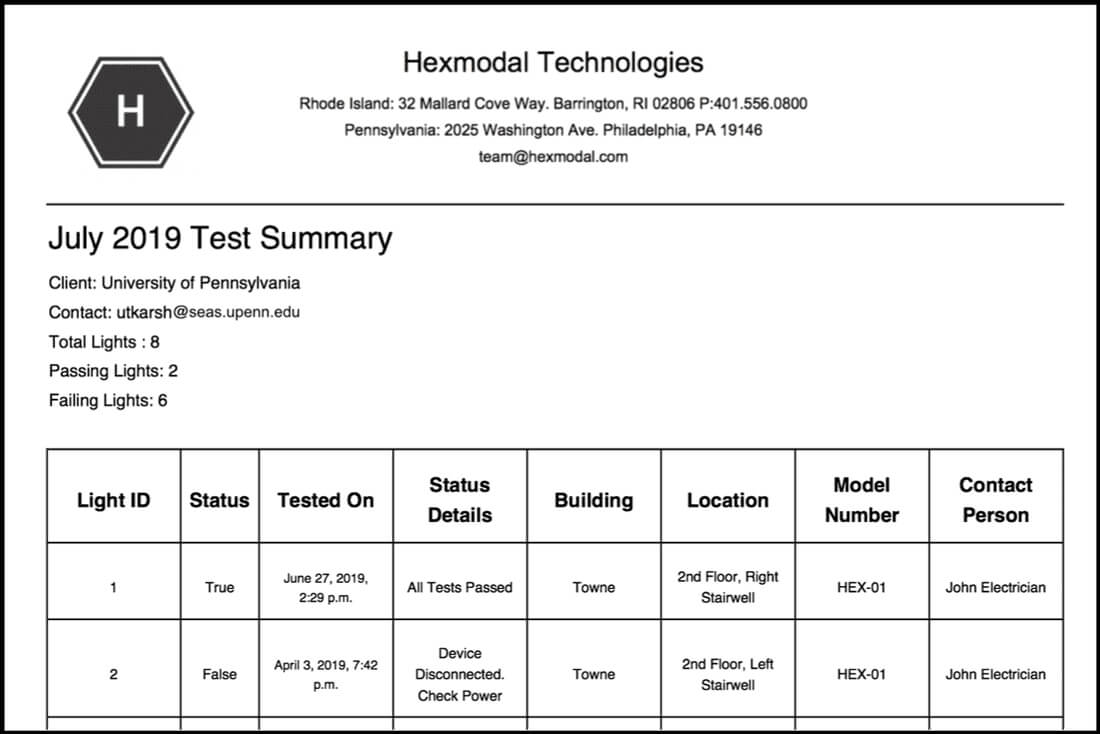 H
Hexmodal Technologies
Rhode Island: 32 Mallard Cove Way. Barrington, RI 02806 P:401.556.0800
Pennsylvania: 2025 Washington Ave. Philadelphia, PA 19146
team@hexmodal.com
July 2019 Test Summary
Client: University of Pennsylvania
Contact: utkarsh@seas.upenn.edu
Total Lights : 8
Passing Lights: 2
Failing Lights: 6
Light ID
Status
Tested On
Status
Details
Building
Location
Model
Number
Contact
Person
1
True
June 27, 2019,
2:29 p.m.
All Tests Passed
Towne
2nd Floor, Right
Stairwell
HEX-01
John Electrician
2
False
April 3, 2019, 7:42
p.m.
Device
Disconnected.
Check Power
Towne
2nd Floor, Left
Stairwell
HEX-01
John Electrician